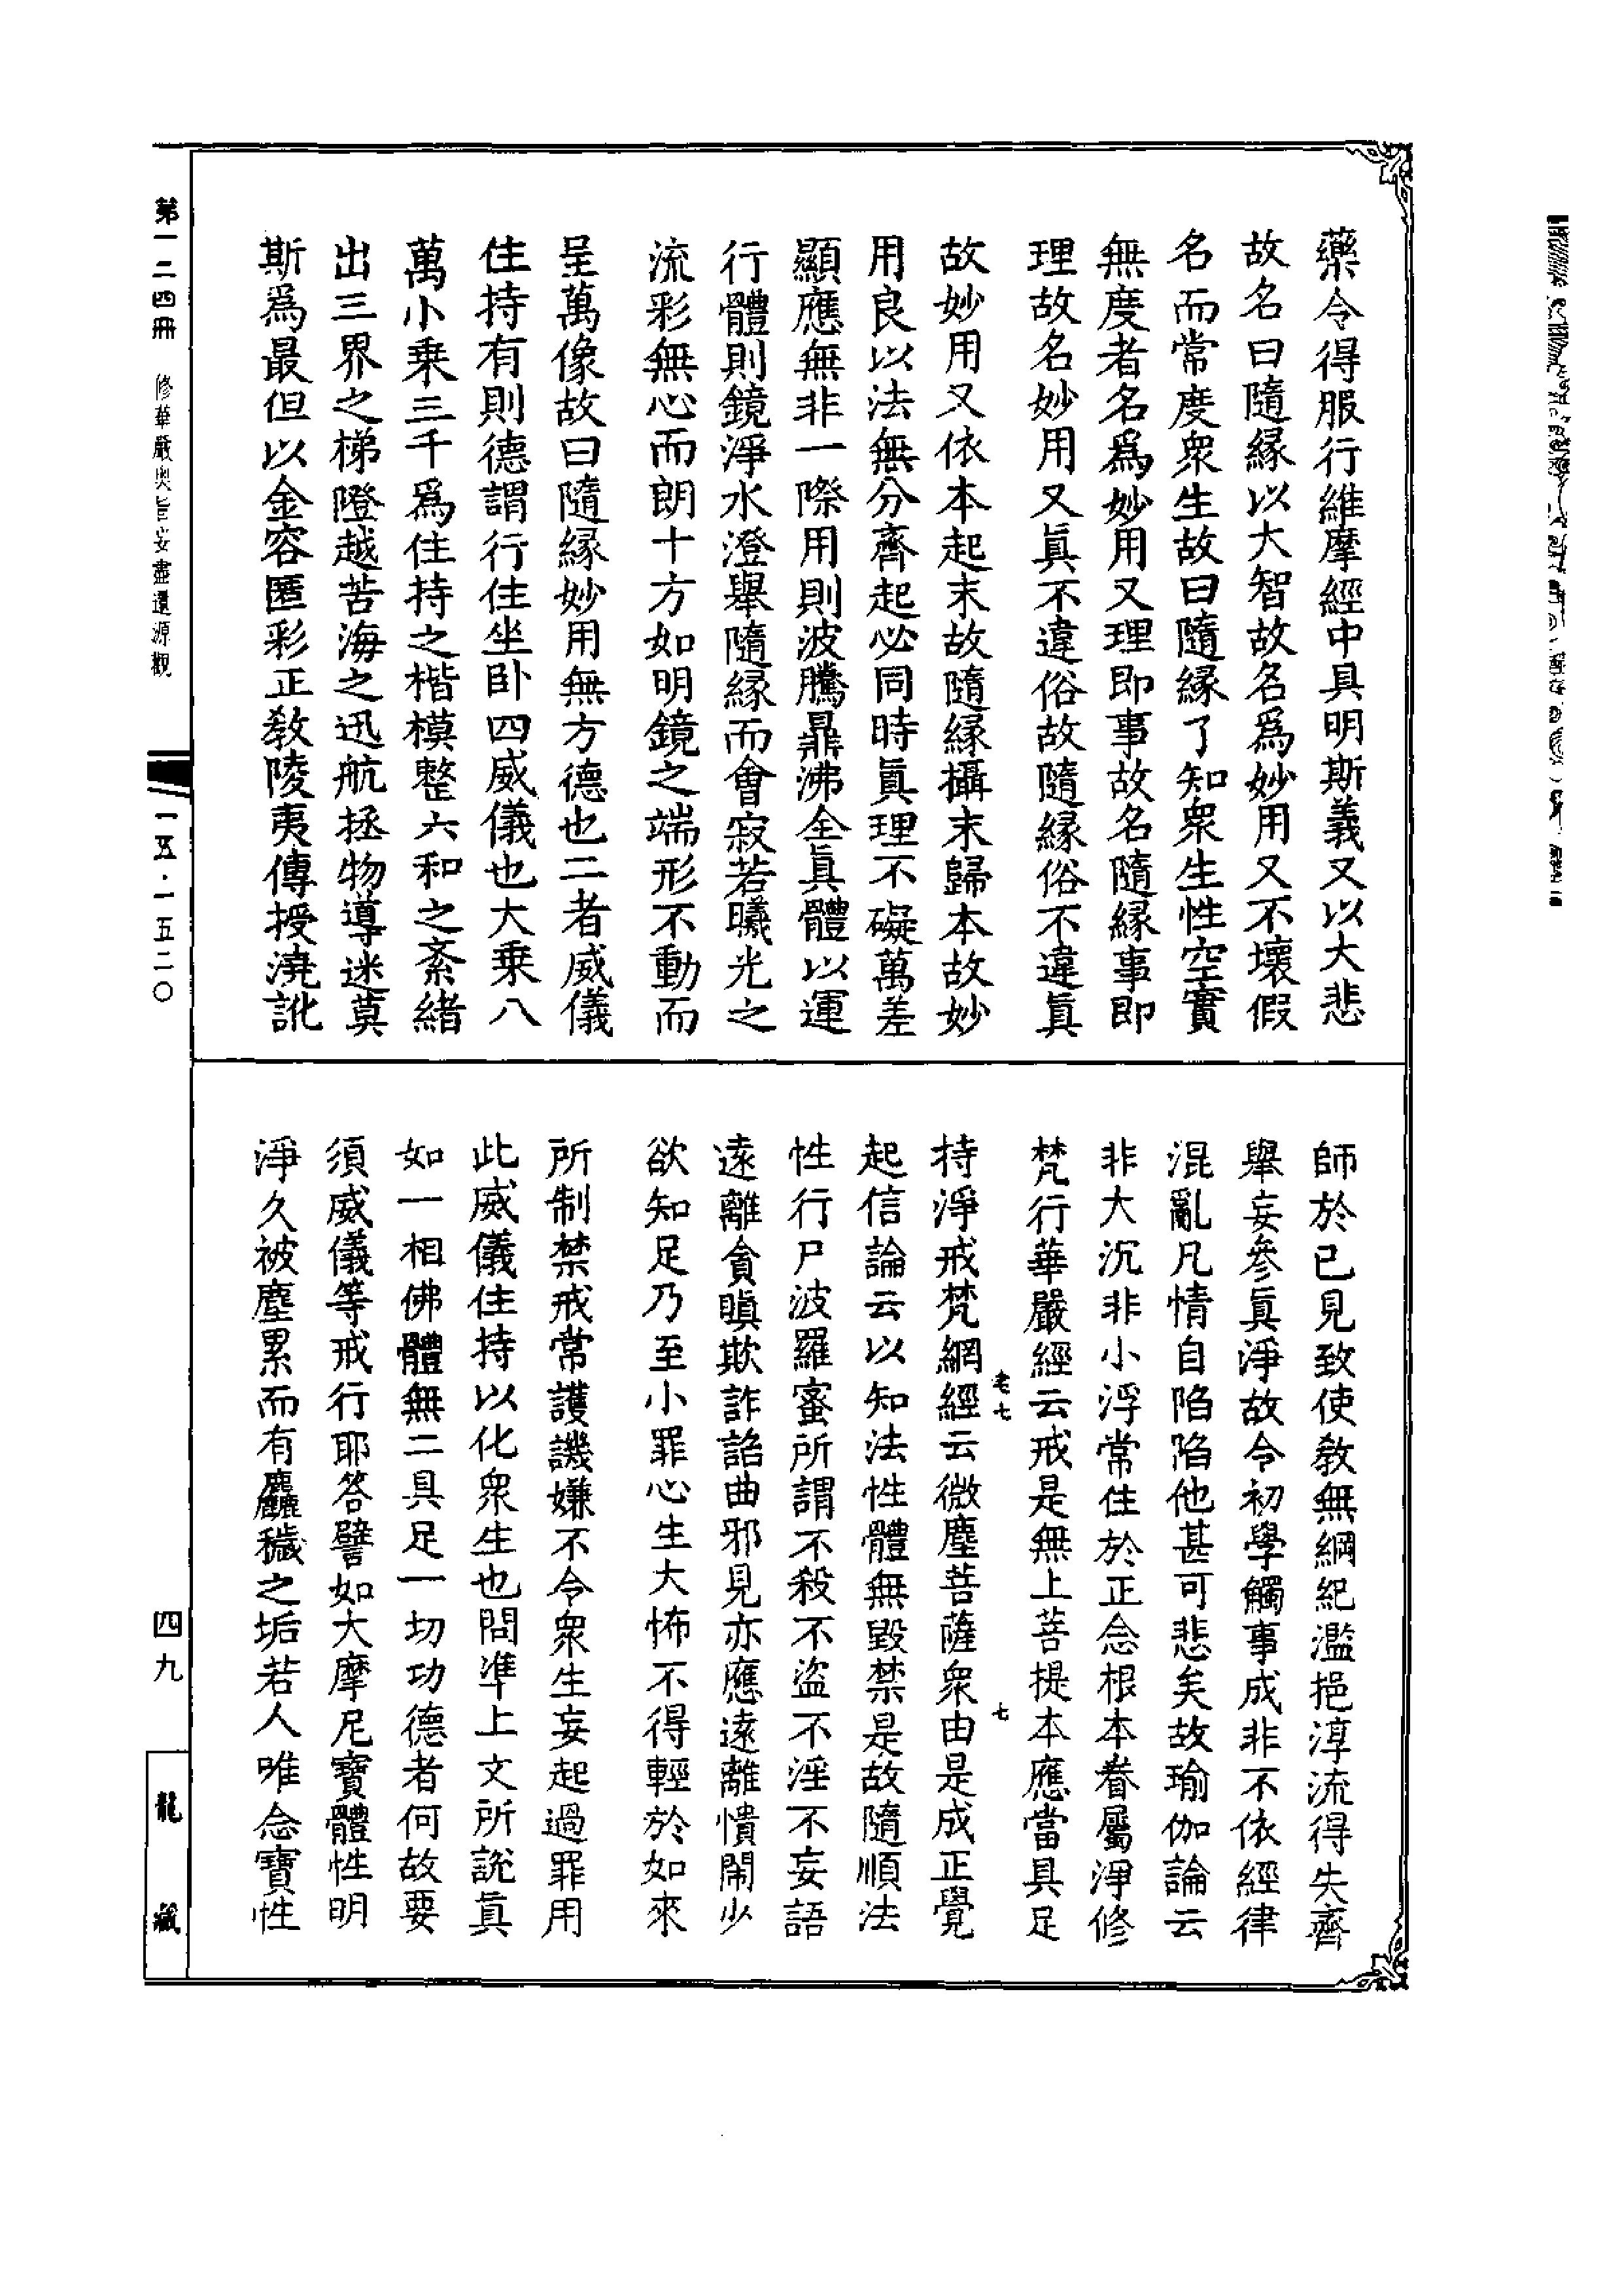 藥令得服行維摩經中具明斯義又以大悲
故名曰隨緣以大智故名爲妙用又不壞假
名而常度衆生故曰隨緣了知衆生性空實
無度者名爲妙用又理即事故名隨緣事即
理故名妙用又眞不違俗故隨緣俗不違眞
故妙用又依本起末故隨緣攝末歸本故妙
用良以法無分齊起必同時眞理不礙萬差
顯應無非一際用則波騰鼎沸全眞體以運
行體則鏡淨水澄舉隨緣而會寂若曦光之
流彩無心而朗十方如明鏡之端形不動而
呈萬像故曰隨緣妙用無方德也二者威儀
住持有則德謂行住坐卧四威儀也大乗八
萬小乗三千爲住持之楷模整六和之紊緒
出三界之梯隥越苦海之迅航拯物導迷莫
斯爲最但以金容匿彩正教陵夷傳授澆訛
師於已見致使教無綱紀濫挹淳流得失齊
舉妄參眞淨故令初學觸事成非不依經律
混亂凡情自陷陷他甚可悲矣故瑜伽論云
非大沉非小浮常住於正念根本眷屬淨修
梵行華嚴經云戒是無上菩提本應當具足
老七
七
持淨戒梵網經云微塵菩薩衆由是成正覺
起信論云以知法性體無毀禁是故隨順法
性行尸波羅蜜所謂不殺不盜不淫不妄語
遠離貪瞋欺詐諂曲邪見亦應遠離憒閙少
欲知足乃至小罪心生大怖不得輕於如來
所制禁戒常護譏嫌不令衆生妄起過罪用
此威儀住持以化衆生也問準上文所説眞
如一相佛體無二具足一切功德者何故要
須威儀等戒行耶答譬如大摩尼寶體性明
淨久被塵累而有麤穢之垢若人唯念寶性
第一二四冊　修華嚴奥旨妄盡還源觀
一五·一五二〇
四九
龍藏